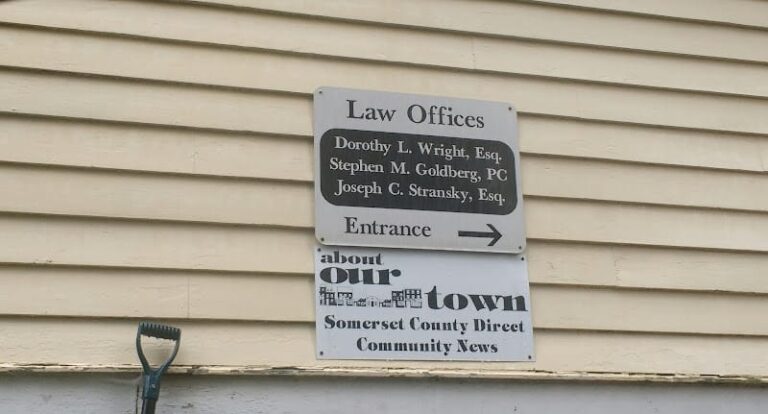 Law Offices
Dorothy L. Wright, Esq.
Stephen M. Goldberg, PC
Joseph C. Stransky, Esq.
Entrance →
about
our
town
Somerset County Direct
Community News